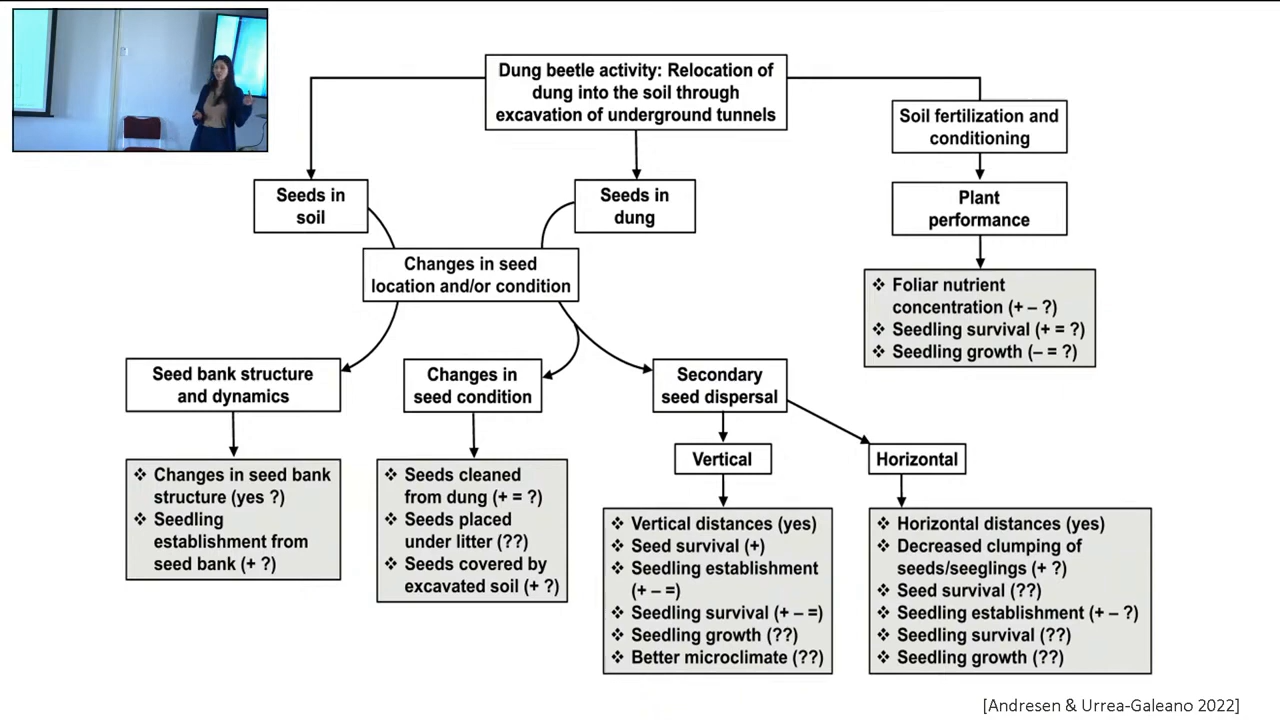 Dung beetle activity: Relocation of
dung into the soil through
excavation of underground tunnels
Soil fertilization and
conditioning
Seeds in
soil
Seeds in
dung
Plant
performance
Changes in seed
location and/or condition
❖ Foliar nutrient
concentration (+ – ?)
❖ Seedling survival (+ = ?)
❖ Seedling growth (– = ?)
Seed bank structure
and dynamics
Changes in
seed condition
Secondary
seed dispersal
Vertical
Horizontal
❖ Changes in seed bank
structure (yes ?)
❖ Seedling
establishment from
seed bank (+ ?)
❖ Seeds cleaned
from dung (+ = ?)
❖ Seeds placed
under litter (??)
❖ Seeds covered by
excavated soil (+ ?)
❖ Vertical distances (yes)
❖ Seed survival (+)
❖ Seedling establishment
(+ – =)
❖ Seedling survival (+ – =)
❖ Seedling growth (??)
❖ Better microclimate (??)
❖ Horizontal distances (yes)
❖ Decreased clumping of
seeds/seeglings (+ ?)
❖ Seed survival (??)
❖ Seedling establishment (+ – ?)
❖ Seedling survival (??)
❖ Seedling growth (??)
[Andresen & Urrea-Galeano 2022]